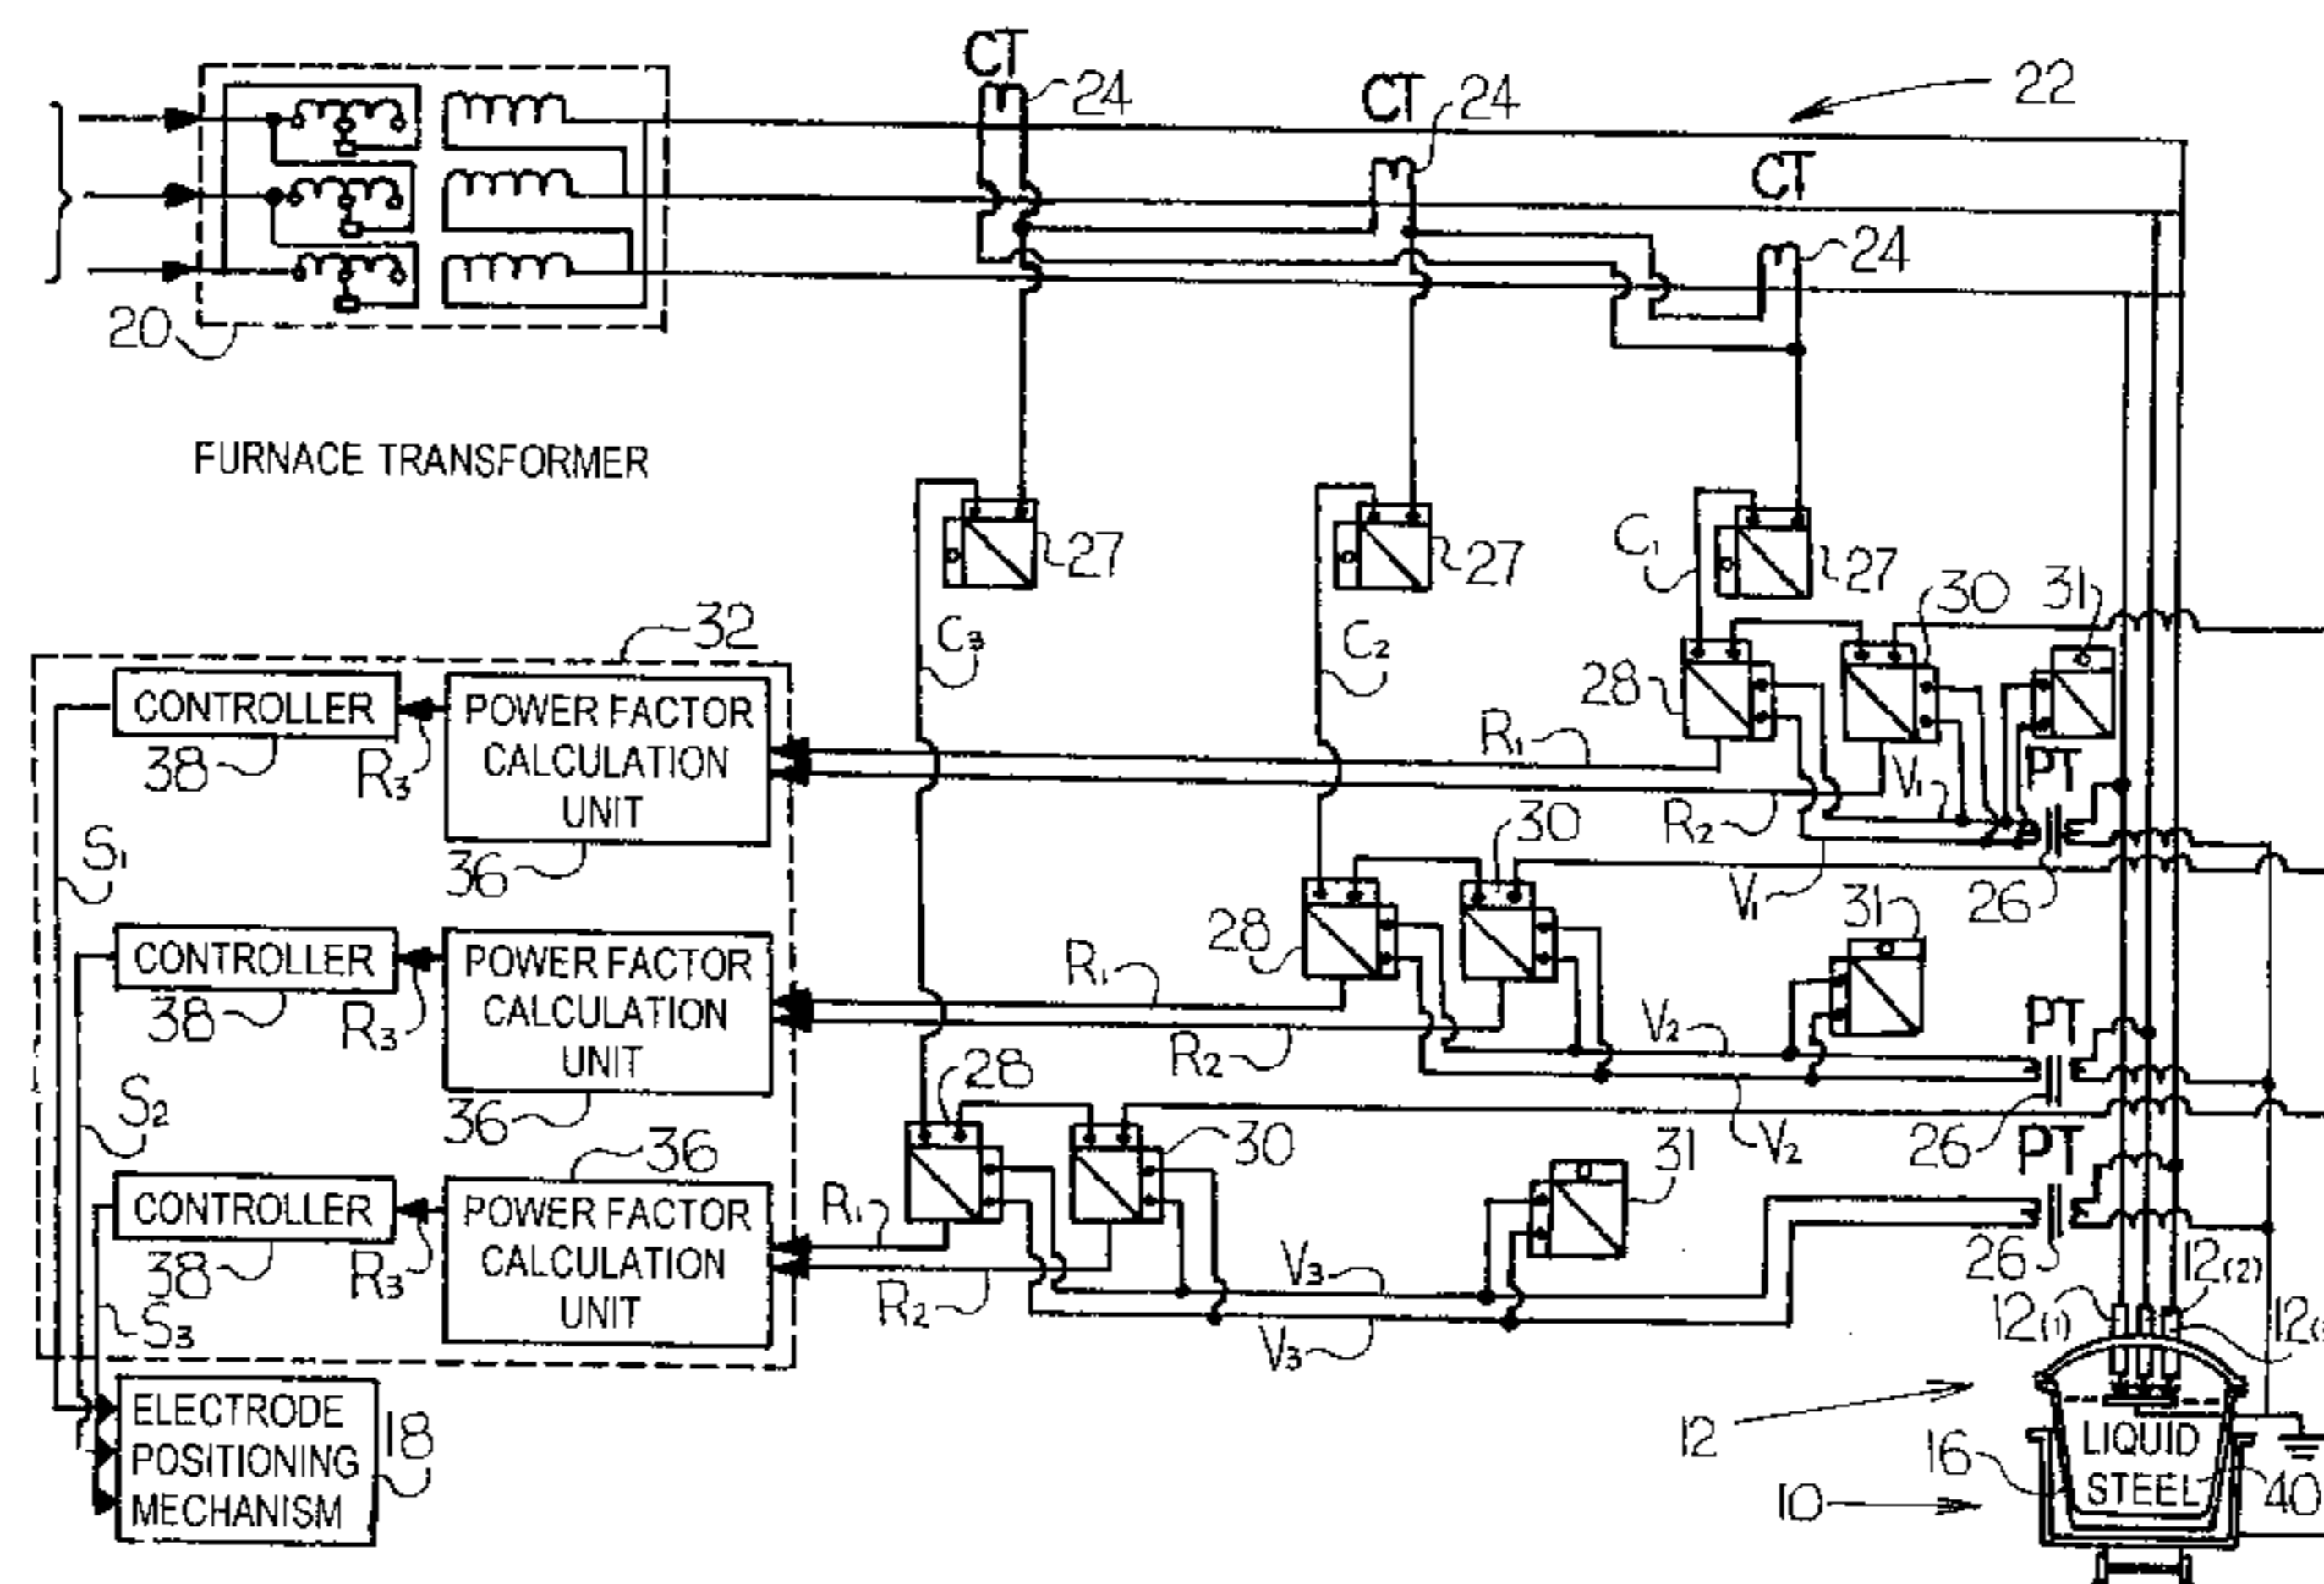 CT
24
CT
24
22
CT
24
20
FURNACE TRANSFORMER
27
27
C1
27
30
31
32
C3
C2
28
CONTROLLER
38
R3
POWER FACTOR
CALCULATION
UNIT
36
R1
R2
V1
PT
S1
30
V1
26
28
31
CONTROLLER
38
R3
POWER FACTOR
CALCULATION
UNIT
36
R1
R2
V2
PT
S2
28
V2
26
PT
36
30
31
CONTROLLER
38
R3
POWER FACTOR
CALCULATION
UNIT
R1
R2
V3
26
12(2)
S3
V3
12(1)
12(
ELECTRODE
POSITIONING
MECHANISM
18
12
16
LIQUID
STEEL
40
10